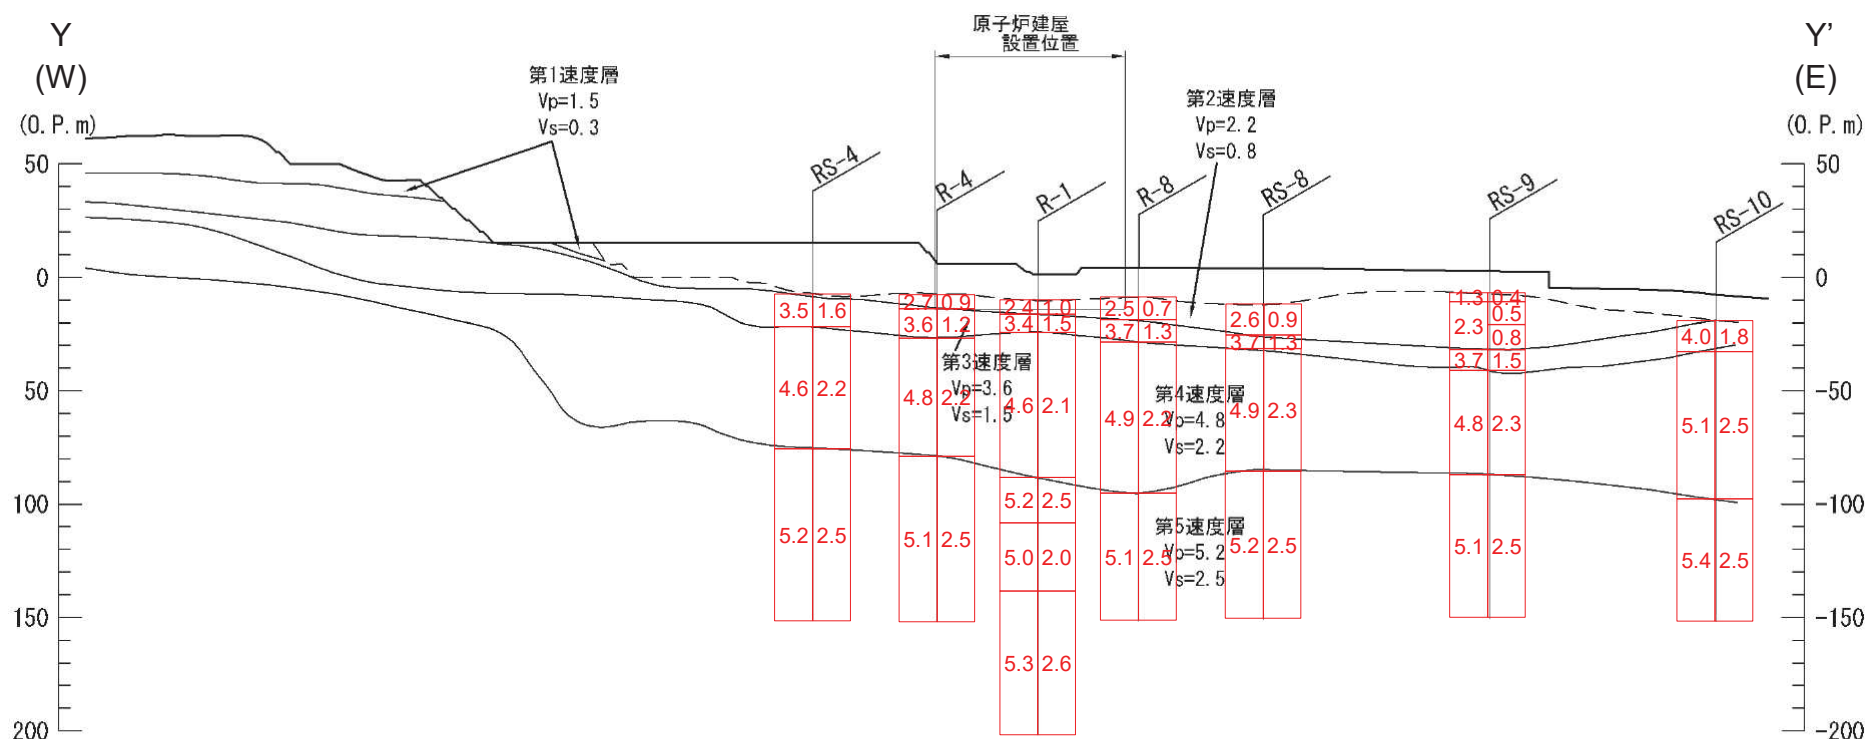 Y
(W)
(O.P.m)
50
0
50
100
150
200
原子炉建屋
設置位置
第1速度層
Vp=1.5
Vs=0.3
第2速度層
Vp=2.2
Vs=0.8
Y’
(E)
(O.P.m)
50
0
-50
-100
-150
-200
RS-4
R-4
R-1
R-8
RS-8
RS-9
RS-10
3.5 1.6
4.6 2.2
5.2 2.5
2.7 0.9
3.6 1.2
4.8 2.2
5.1 2.5
2.4 1.0
3.4 1.5
4.6 2.1
5.2 2.5
5.0 2.0
5.3 2.6
2.5 0.7
3.7 1.3
4.9 2.2
5.1 2.5
2.6 0.9
3.7 1.3
4.9 2.3
5.2 2.5
1.3 0.4
0.5
2.3
0.8
3.7 1.5
4.8 2.3
5.1 2.5
4.0 1.8
5.1 2.5
5.4 2.5
第3速度層
Vp=3.6
Vs=1.5
第4速度層
Vp=4.8
Vs=2.2
第5速度層
Vp=5.2
Vs=2.5